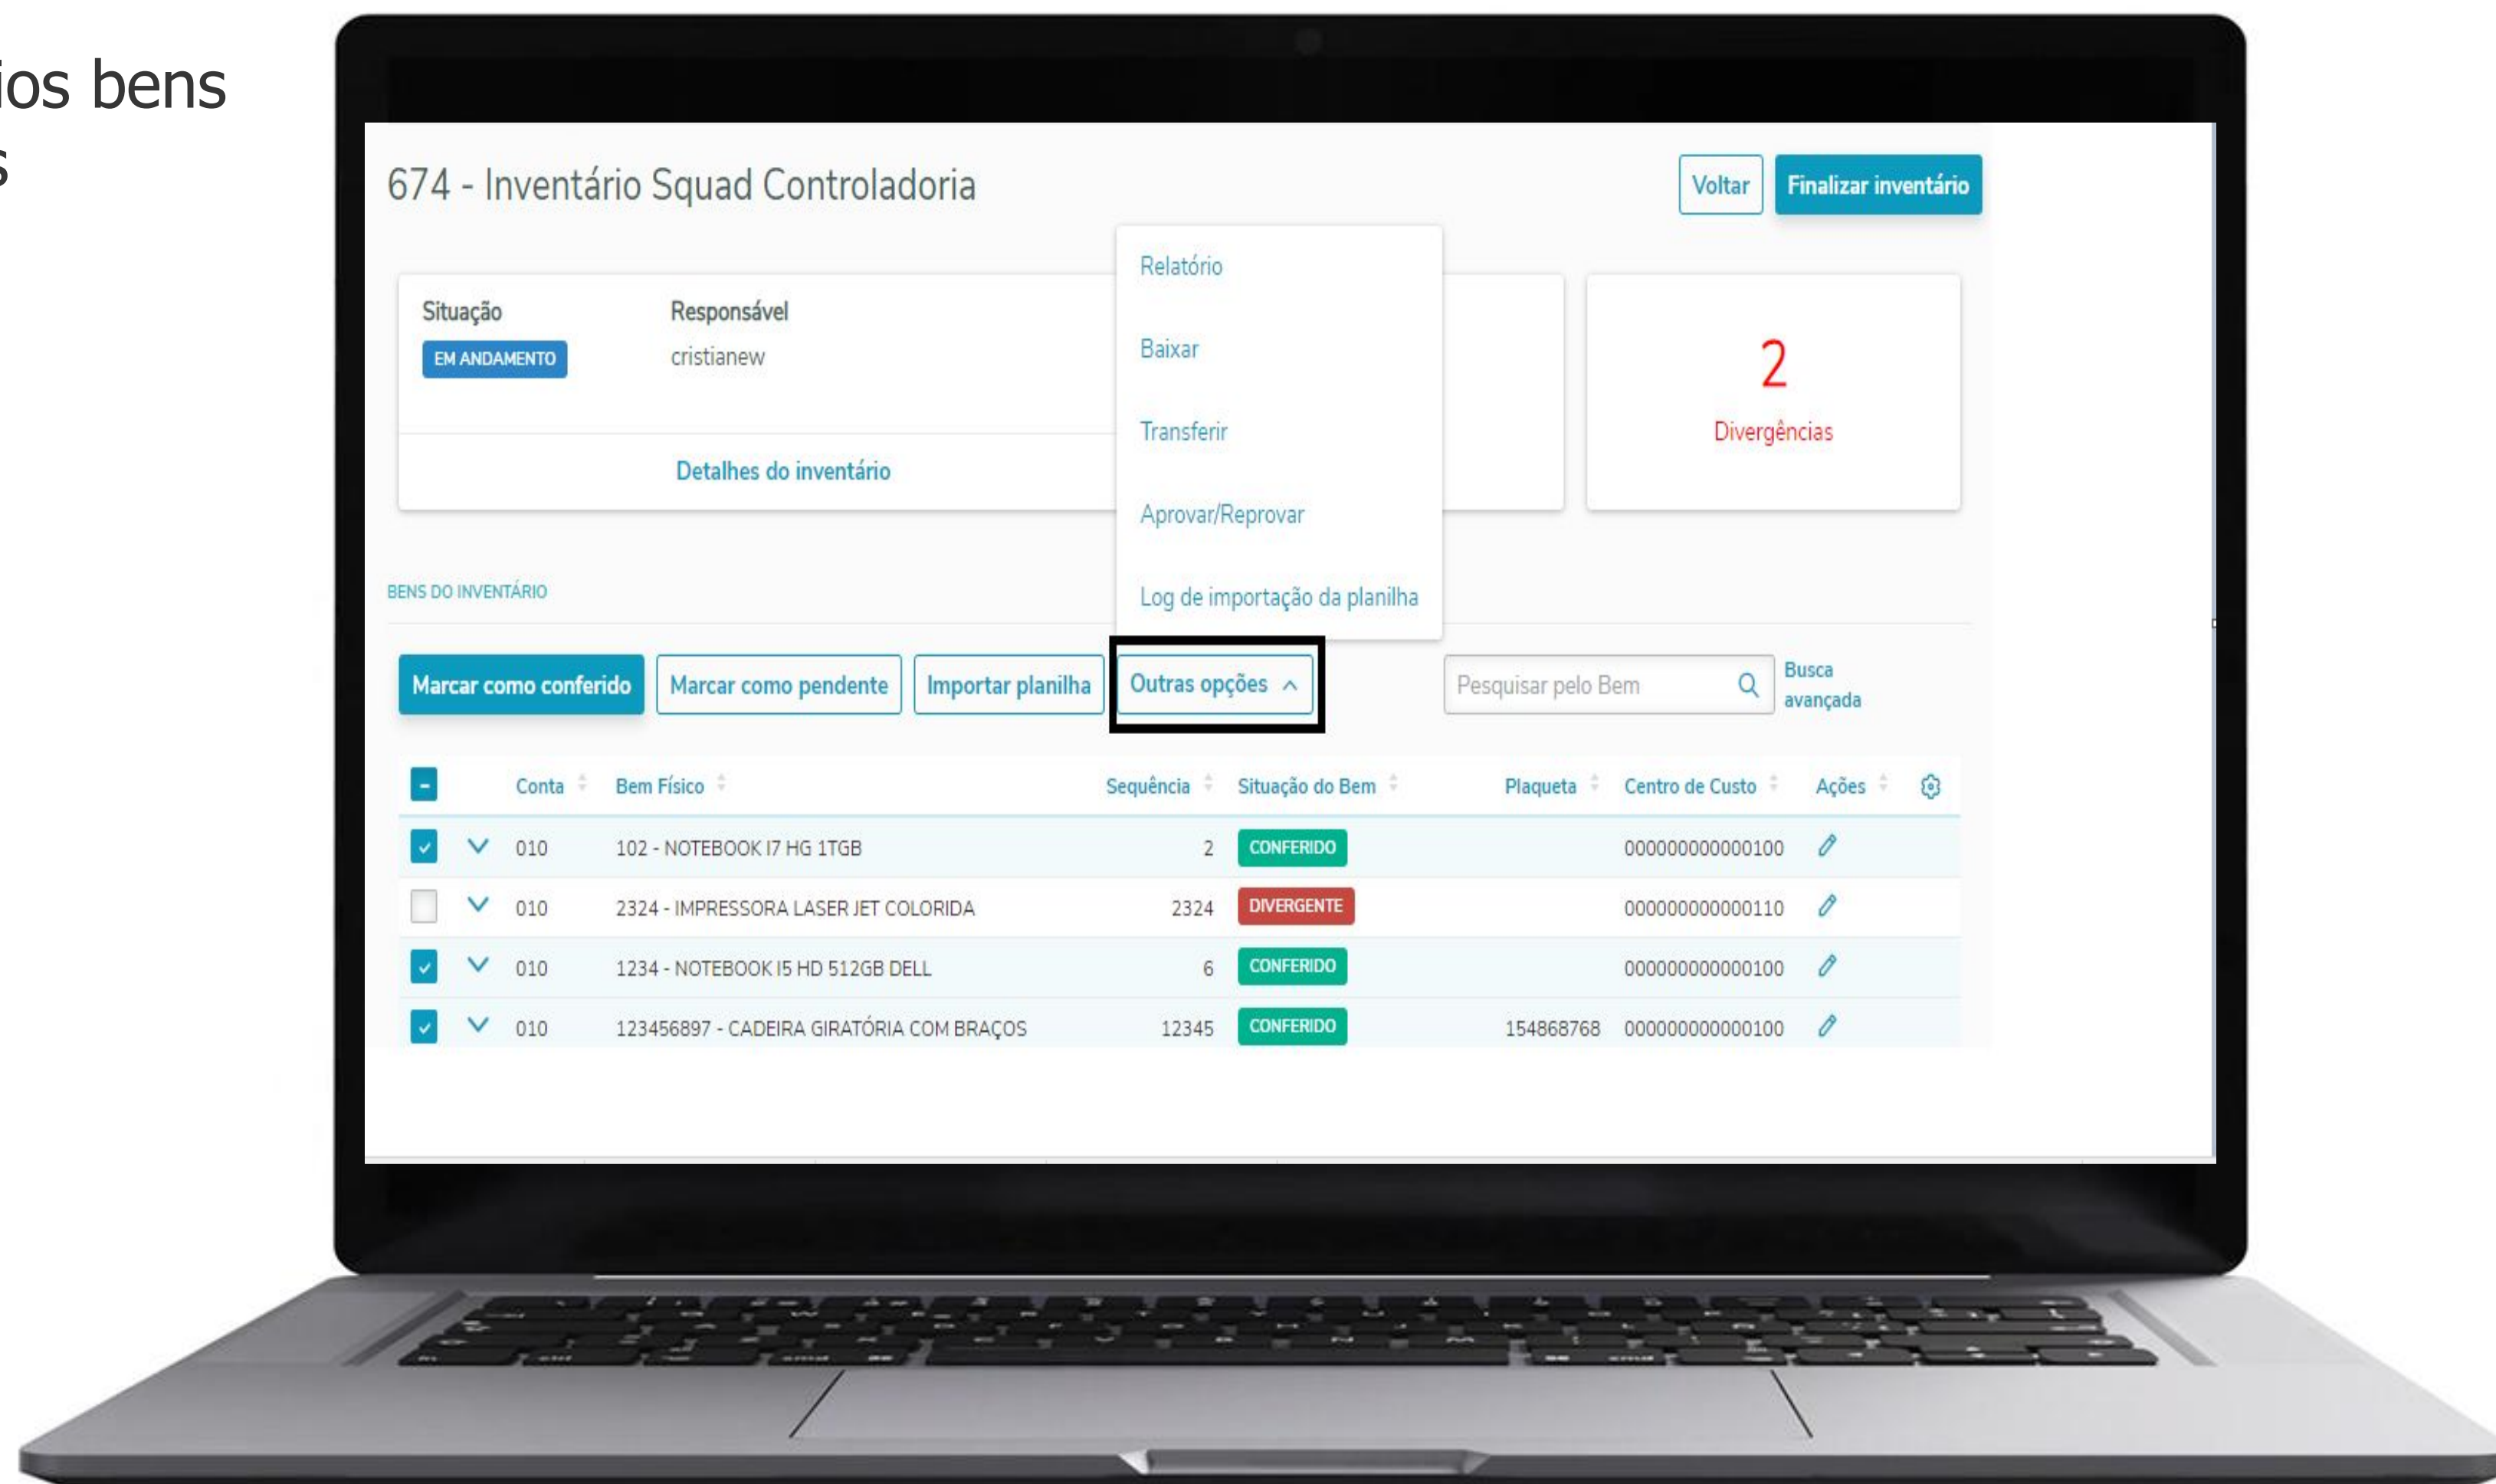 ios bens
s
674 - Inventário Squad Controladoria
Voltar
Finalizar inventário
Relatório
Baixar
Transferir
Aprovar/Reprovar
Log de importação da planilha
Situação
Responsável
EM ANDAMENTO
cristianew
Detalhes do inventário
2
Divergências
BENS DO INVENTÁRIO
Marcar como conferido
Marcar como pendente
Importar planilha
Outras opções
Pesquisar pelo Bem
Busca
avançada
Conta Bem Físico Sequência Situação do Bem Plaqueta Centro de Custo Ações
010 102 - NOTEBOOK I7 HG 1TGB 2 CONFERIDO 000000000000100
010 2324 - IMPRESSORA LASER JET COLORIDA 2324 DIVERGENTE 000000000000110
010 1234 - NOTEBOOK I5 HD 512GB DELL 6 CONFERIDO 000000000000100
010 123456897 - CADEIRA GIRATÓRIA COM BRAÇOS 12345 CONFERIDO 154868768 000000000000100